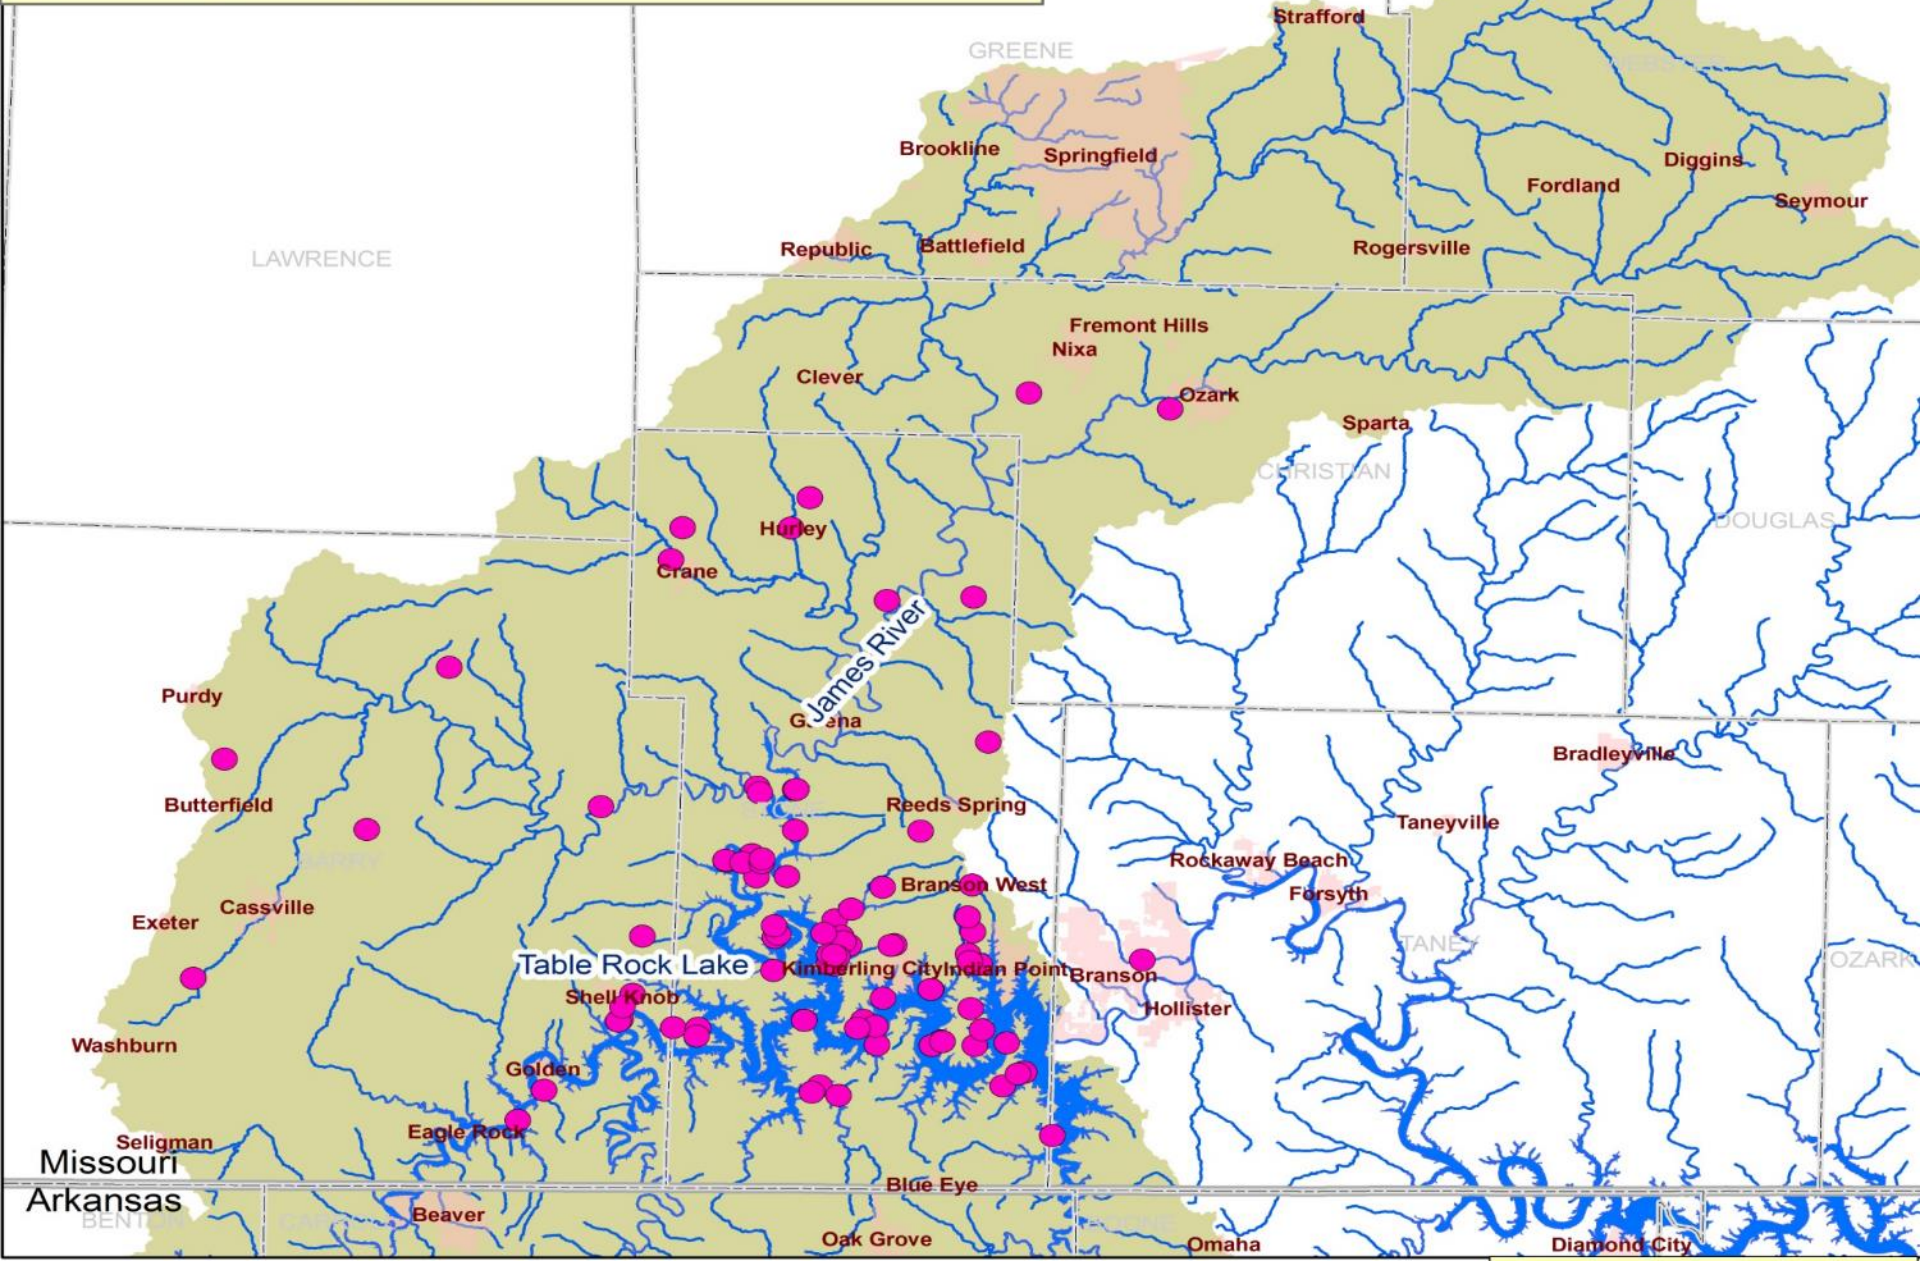 Strafford
GREENE
WEBSTER
Brookline
Springfield
Diggins
Fordland
Seymour
Republic
Battlefield
Rogersville
LAWRENCE
Fremont Hills
Nixa
Clever
Ozark
Sparta
CHRISTIAN
DOUGLAS
Hurley
Crane
James River
Purdy
Bradleyville
Butterfield
Reeds Spring
Taneyville
BARRY
Rockaway Beach
Branson West
Forsyth
Cassville
Exeter
TANEY
OZARK
Table Rock Lake
Kimberling City
Indian Point
Branson
Shell Knob
Hollister
Washburn
Golden
Eagle Rock
Seligman
Missouri
Blue Eye
Arkansas
BENTON
Beaver
Oak Grove
Omaha
Diamond City